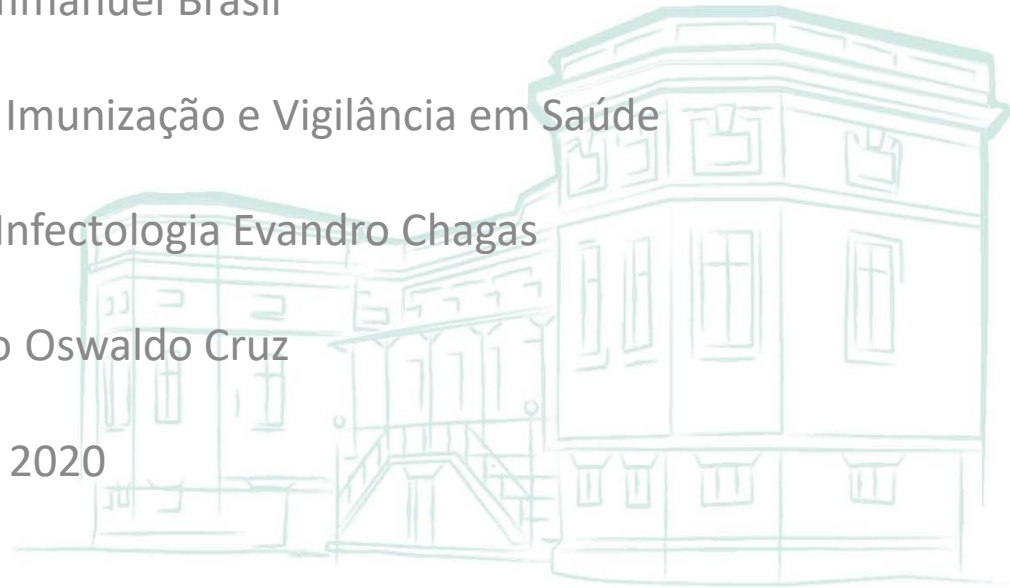 Brasil
Imunização e Vigilância em Saúde
Infectologia Evandro Chagas
Oswaldo Cruz
2020